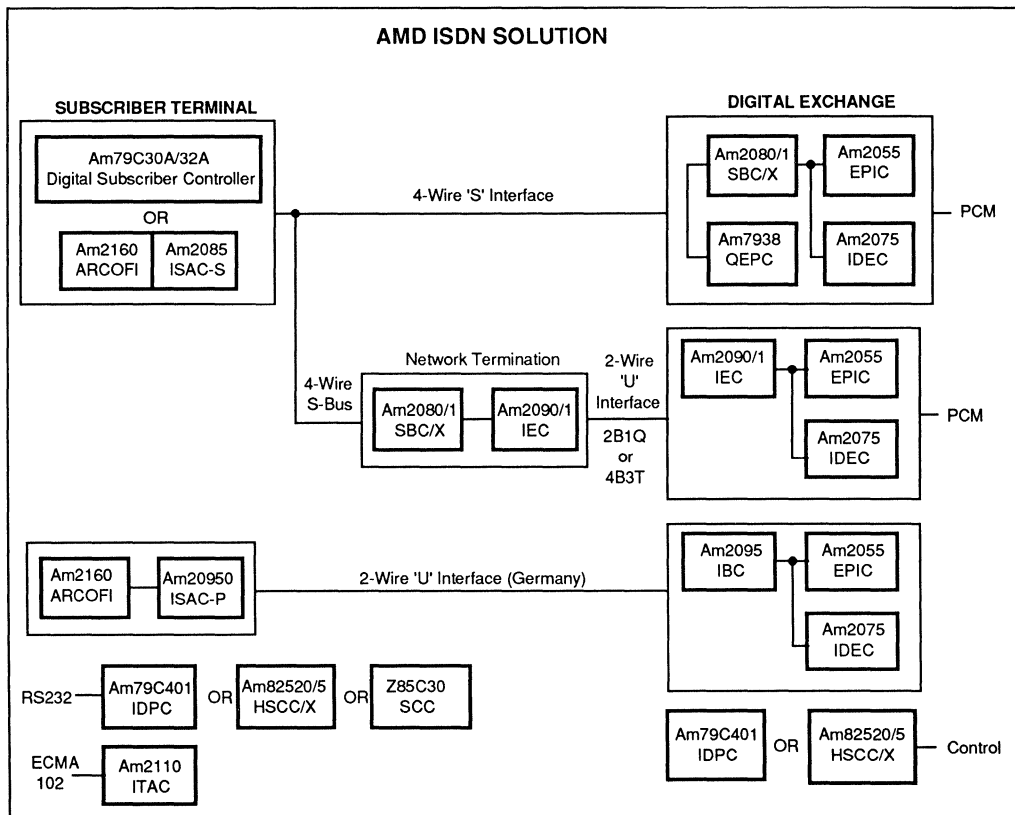 AMD ISDN SOLUTION
SUBSCRIBER TERMINAL
Am79C30A/32A
Digital Subscriber Controller
OR
Am2160
ARCOFI
Am2085
ISAC-S
4-Wire 'S' Interface
DIGITAL EXCHANGE
Am2080/1
SBC/X
Am2055
EPIC
Am7938
QEPC
Am2075
IDEC
PCM
4-Wire
S-Bus
Network Termination
Am2080/1
SBC/X
Am2090/1
IEC
2-Wire
'U'
Interface
2B1Q
or
4B3T
Am2090/1
IEC
Am2055
EPIC
Am2075
IDEC
PCM
Am2160
ARCOFI
Am20950
ISAC-P
2-Wire 'U' Interface (Germany)
Am2095
IBC
Am2055
EPIC
Am2075
IDEC
RS232
Am79C401
IDPC
OR
Am82520/5
HSCC/X
OR
Z85C30
SCC
ECMA
102
Am2110
ITAC
Am79C401
IDPC
OR
Am82520/5
HSCC/X
Control